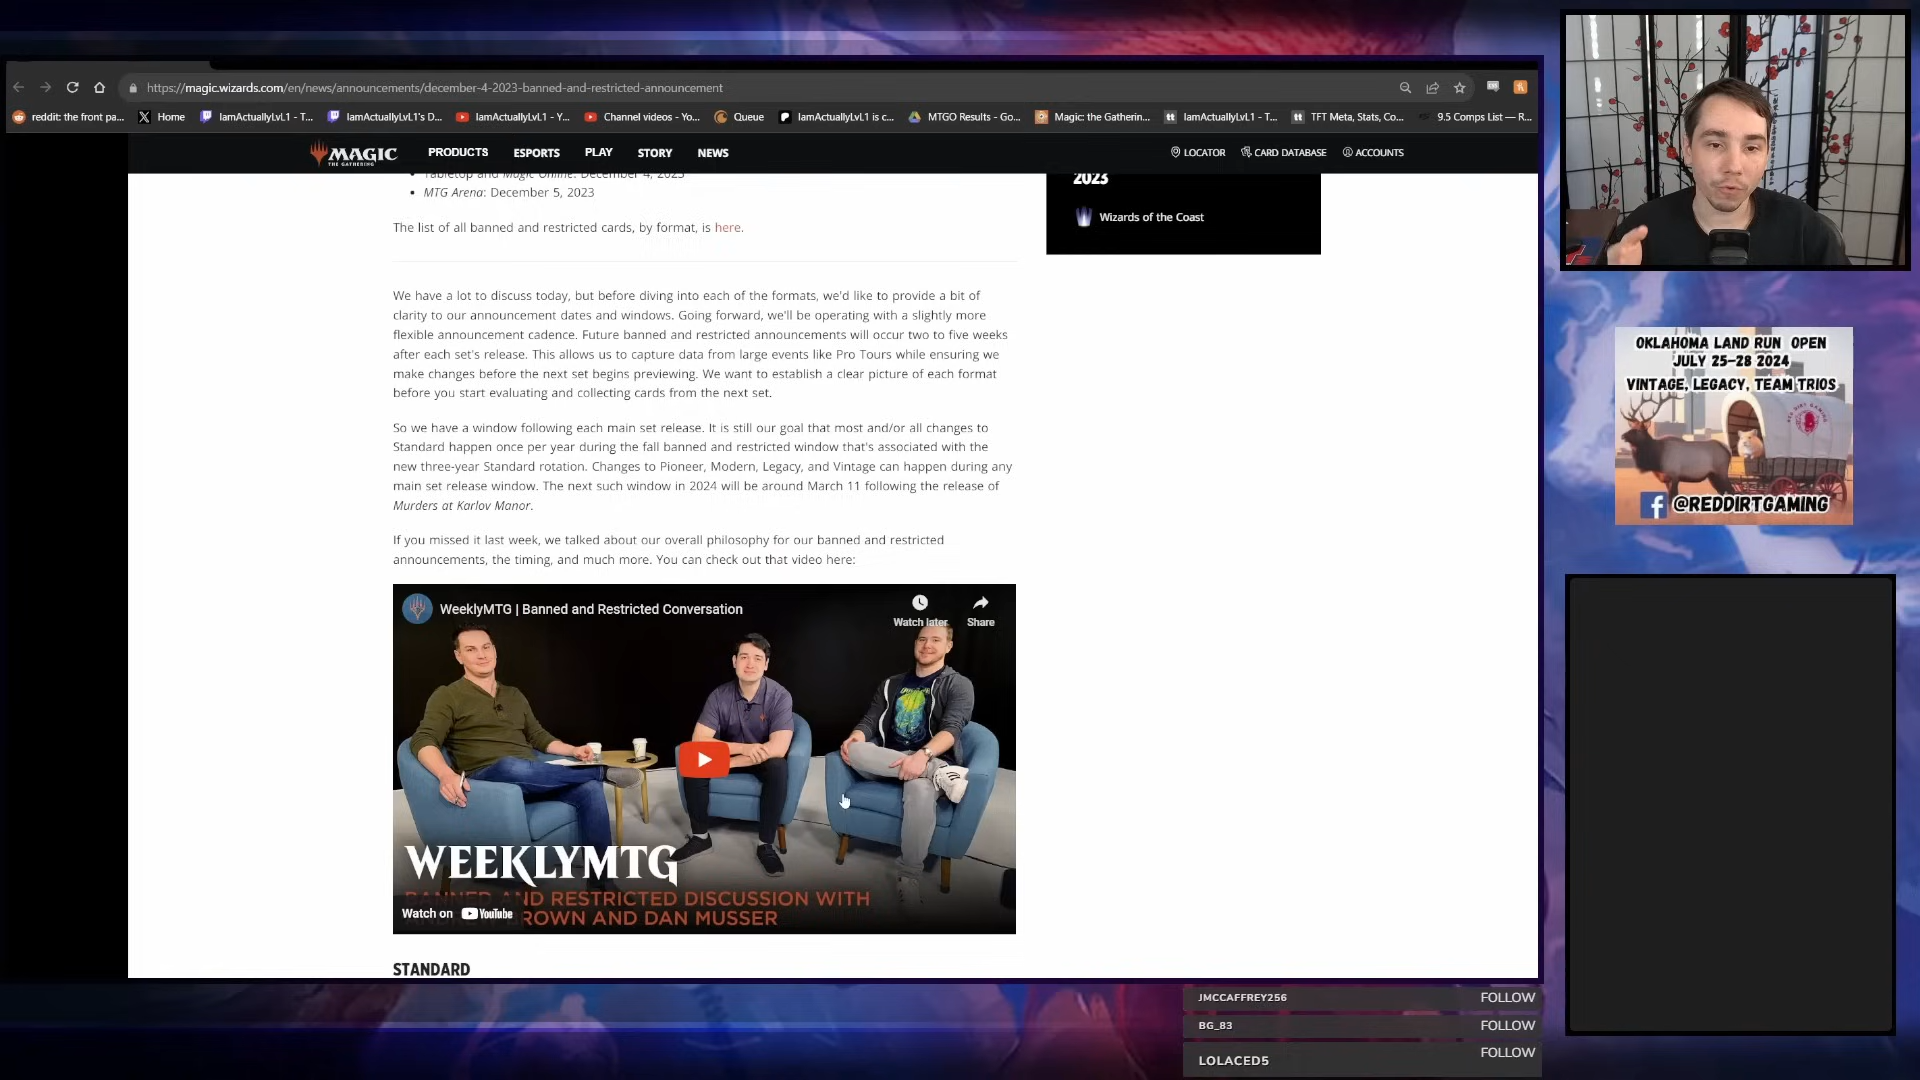 https://magic.wizards.com/en/news/announcements/december-4-2023-banned-and-restricted-announcement
reddit: the front pa...
Home
IamActuallyLvL1 - T...
IamActuallyLvL1's D...
IamActuallyLvL1 - Y...
Channel videos - Yo...
Queue
IamActuallyLvL1 is c...
MTGO Results - Go...
Magic: the Gatherin...
IamActuallyLvL1 - T...
TFT Meta, Stats, Co...
9.5 Comps List — R...
MAGIC
THE GATHERING
PRODUCTS
ESPORTS
PLAY
STORY
NEWS
LOCATOR
CARD DATABASE
ACCOUNTS
Tabletop and Magic Online: December 4, 2023
MTG Arena: December 5, 2023
The list of all banned and restricted cards, by format, is here.
2023
Wizards of the Coast
We have a lot to discuss today, but before diving into each of the formats, we'd like to provide a bit of
clarity to our announcement dates and windows. Going forward, we'll be operating with a slightly more
flexible announcement cadence. Future banned and restricted announcements will occur two to five weeks
after each set's release. This allows us to capture data from large events like Pro Tours while ensuring we
make changes before the next set begins previewing. We want to establish a clear picture of each format
before you start evaluating and collecting cards from the next set.
So we have a window following each main set release. It is still our goal that most and/or all changes to
Standard happen once per year during the fall banned and restricted window that's associated with the
new three-year Standard rotation. Changes to Pioneer, Modern, Legacy, and Vintage can happen during any
main set release window. The next such window in 2024 will be around March 11 following the release of
Murders at Karlov Manor.
If you missed it last week, we talked about our overall philosophy for our banned and restricted
announcements, the timing, and much more. You can check out that video here:
WeeklyMTG | Banned and Restricted Conversation
Watch later
Share
WEEKLYMTG
BANNED AND RESTRICTED DISCUSSION WITH
ROWN AND DAN MUSSER
Watch on YouTube
STANDARD
OKLAHOMA LAND RUN OPEN
JULY 25-28 2024
VINTAGE, LEGACY, TEAM TRIOS
@REDDIRTGAMING
JMCCAFFREY256 FOLLOW
BG_83 FOLLOW
LOLACED5 FOLLOW